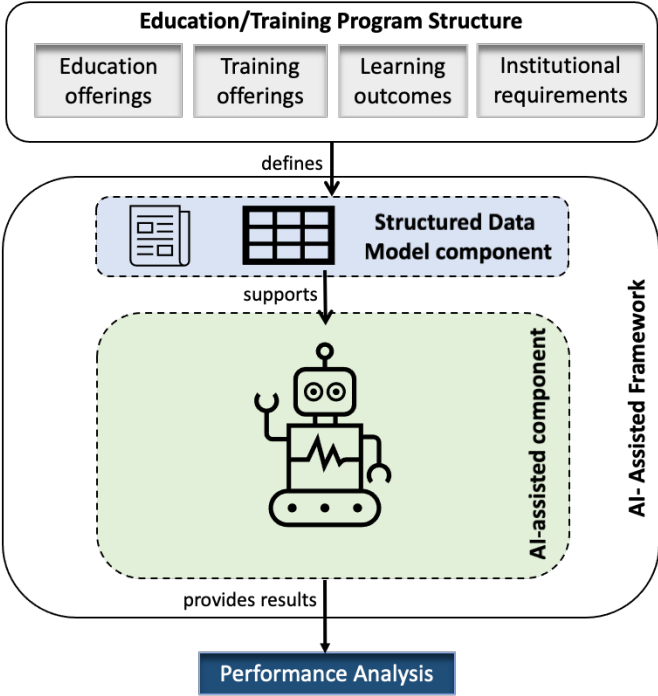 Education/Training Program Structure
Education offerings
Training offerings
Learning outcomes
Institutional requirements
defines
Structured Data
Model component
supports
AI-assisted component
AI- Assisted Framework
provides results
Performance Analysis